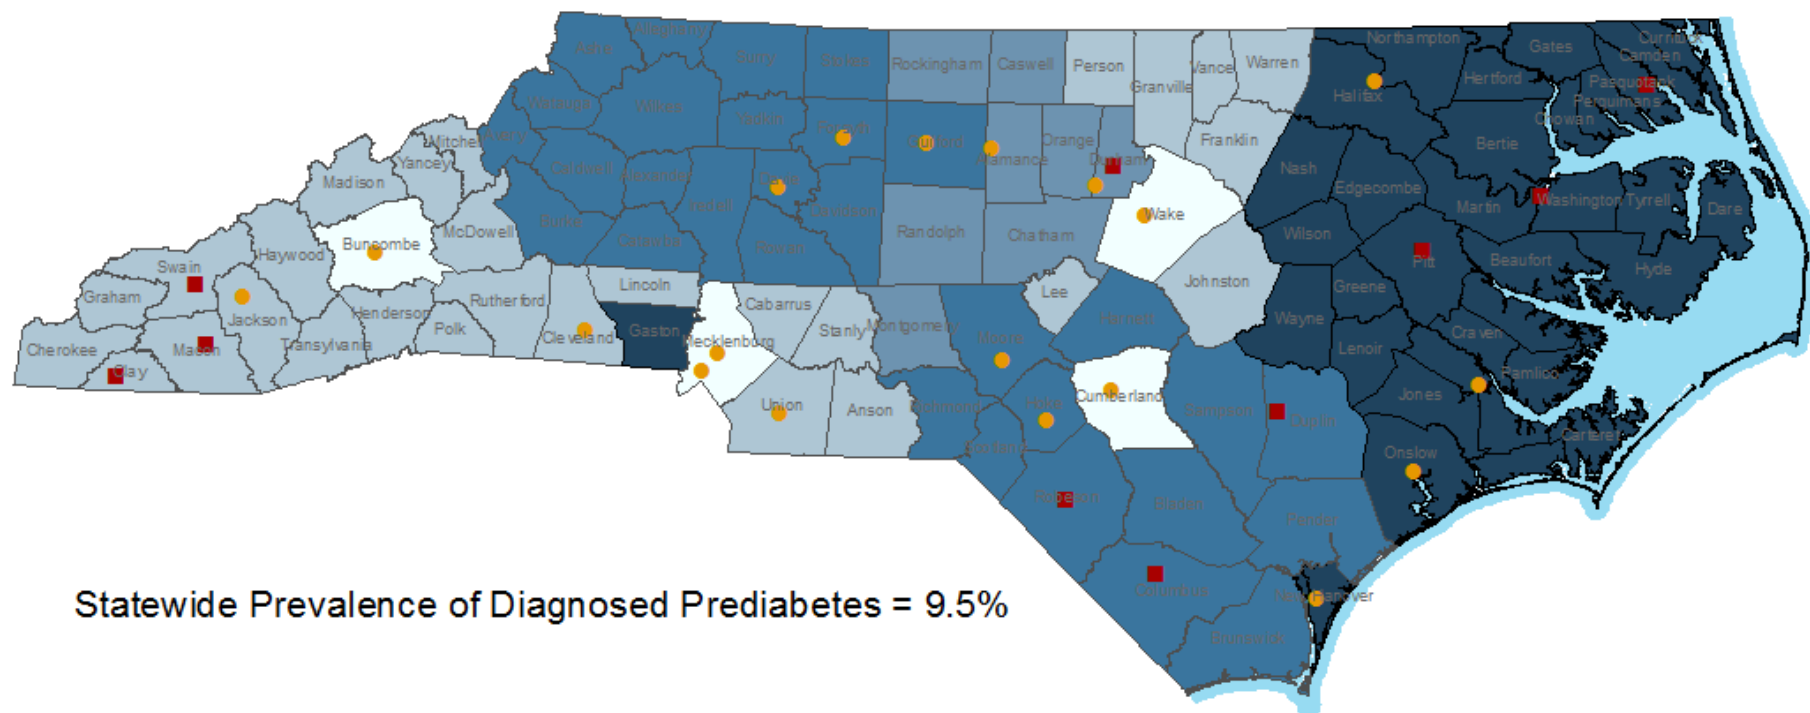 Northampton
Gates
Currituck
Camden
Alleghany
Ashe
Surry
Stokes
Rockingham
Caswell
Person
Granville
Vance
Warren
Halifax
Hertford
Pasquotank
Perquimans
Chowan
Watauga
Wilkes
Yadkin
Forsyth
Guilford
Alamance
Orange
Durham
Franklin
Nash
Edgecombe
Bertie
Mitchell
Avery
Yancey
Madison
Caldwell
Alexander
Iredell
Davie
Davidson
Randolph
Chatham
Wake
Wilson
Martin
Washington
Tyrrell
Dare
Buncombe
McDowell
Burke
Catawba
Rowan
Johnston
Greene
Pitt
Beaufort
Hyde
Swain
Haywood
Graham
Jackson
Henderson
Rutherford
Lincoln
Cabarrus
Stanly
Montgomery
Lee
Harnett
Wayne
Lenoir
Craven
Pamlico
Cherokee
Macon
Clay
Transylvania
Polk
Cleveland
Gaston
Mecklenburg
Moore
Union
Anson
Richmond
Hoke
Cumberland
Sampson
Duplin
Jones
Carteret
Scotland
Onslow
Robeson
Bladen
Pender
Columbus
New Hanover
Brunswick
Statewide Prevalence of Diagnosed Prediabetes = 9.5%